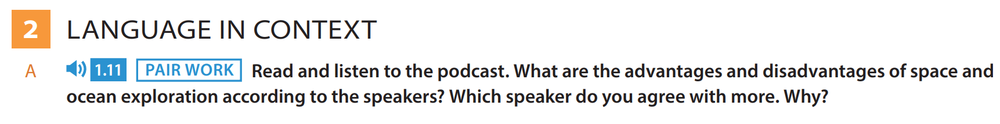 2 LANGUAGE IN CONTEXT
A 1.11 PAIR WORK Read and listen to the podcast. What are the advantages and disadvantages of space and
ocean exploration according to the speakers? Which speaker do you agree with more. Why?